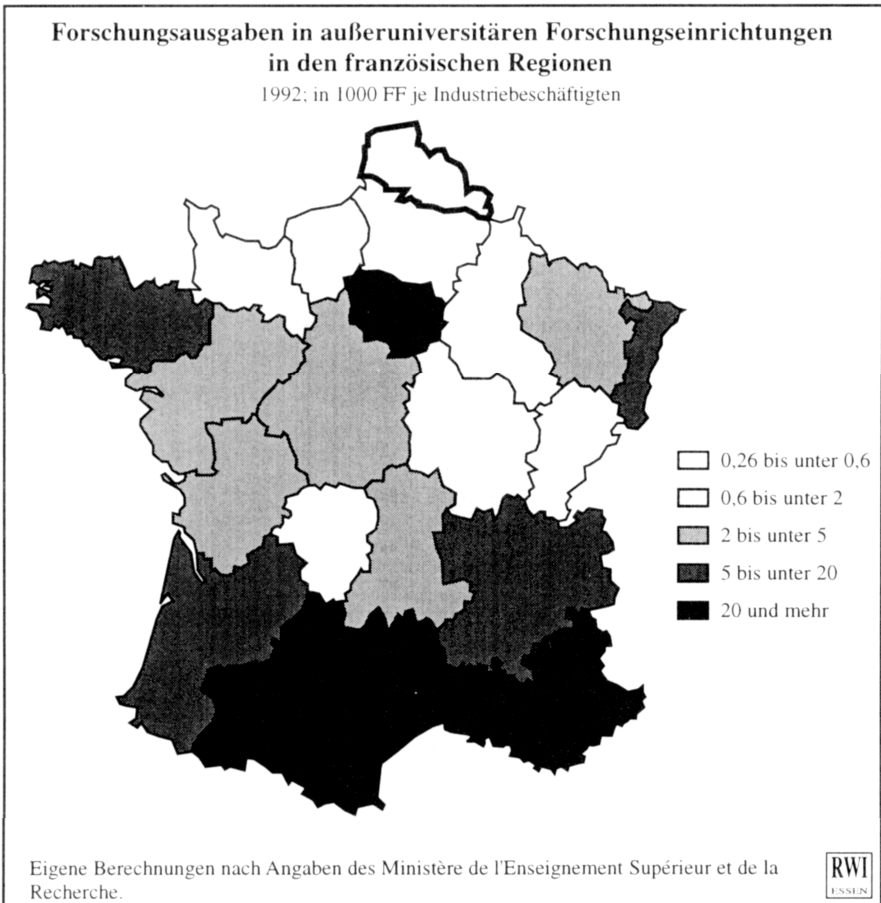 Forschungsausgaben in außeruniversitären Forschungseinrichtungen
in den französischen Regionen
1992; in 1000 FF je Industriebeschäftigten
0,26 bis unter 0,6
0,6 bis unter 2
2 bis unter 5
5 bis unter 20
20 und mehr
Eigene Berechnungen nach Angaben des Ministère de l'Enseignement Supérieur et de la
Recherche.
RWI
ESSEN